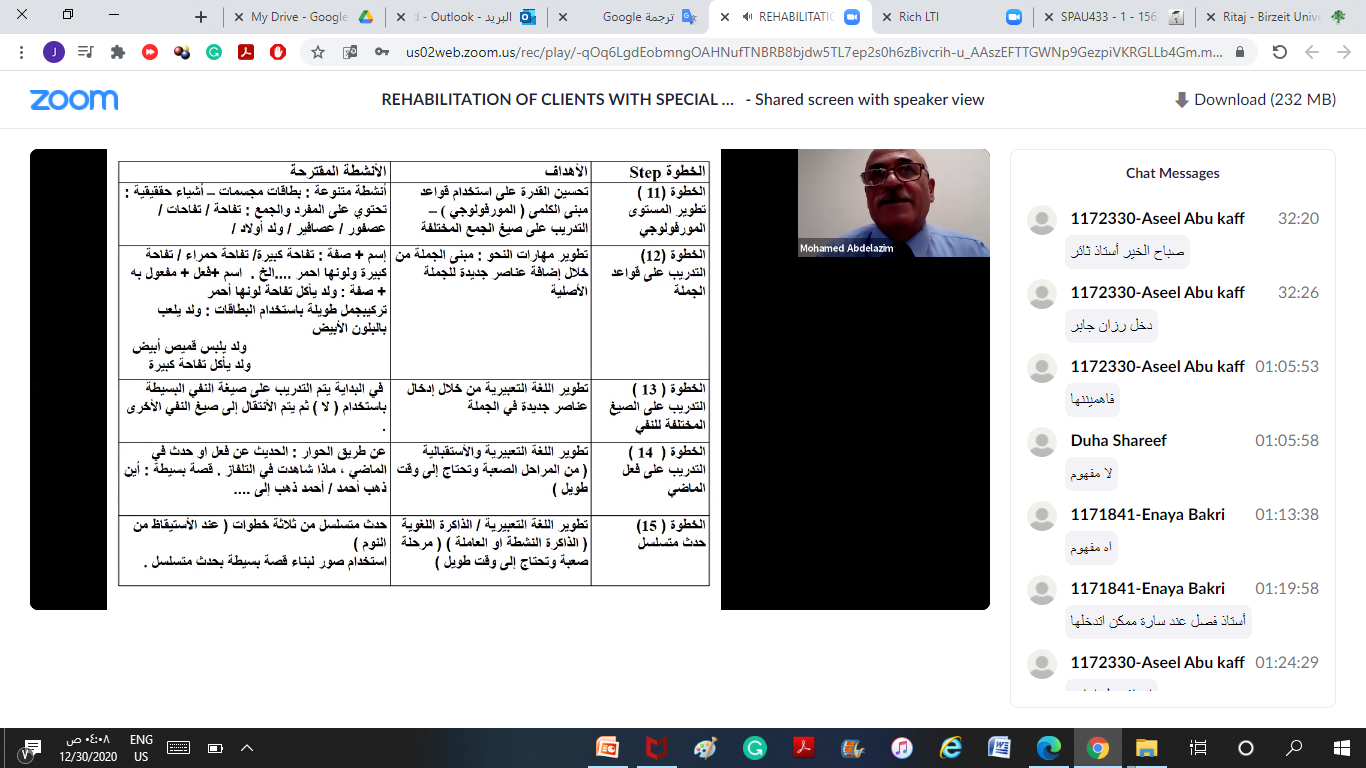 My Drive - Google
البريد - Outlook - d
ترجمة Google
REHABILITATIO
Rich LTI
SPAU433 - 1 - 156
Ritaj - Birzeit Unive
J
us02web.zoom.us/rec/play/-qOq6LgdEobmngOAHNufTNBRB8bjdw5TL7ep2s0h6zBivcrih-u_AAszEFTTGWNp9GezpiVKRGLLb4Gm.m...
zoom
REHABILITATION OF CLIENTS WITH SPECIAL ... - Shared screen with speaker view
Download (232 MB)
الخطوة Step
الأهداف
الأنشطة المقترحة
الخطوة (11 )
تطوير المستوى
المورفولوجي
تحسين القدرة على استخدام قواعد
مبنى الكلمى ( المورفولوجي ) –
التدريب على صيغ الجمع المختلفة
أنشطة متنوعة : بطاقات مجسمات – أشياء حققيقية :
تحتوي على المفرد والجمع : تفاحة / تفاحات /
عصفور / عصافير / ولد أولاد /
الخطوة (12)
التدريب على قواعد
الجملة
تطوير مهارات النحو : مبنى الجملة من
خلال إضافة عناصر جديدة للجملة
الأصلية
إسم + صفة : تفاحة كبيرة/ تفاحة حمراء / تفاحة
كبيرة ولونها احمر ....الخ . اسم +فعل + مفعول به
+ صفة : ولد يأكل تفاحة لونها أحمر
تركيبجمل طويلة باستخدام البطاقات : ولد يلعب
بالبلون الأبيض
ولد يلبس قميص أبيض
ولد يأكل تفاحة كبيرة
الخطوة ( 13 )
التدريب على الصيغ
المختلفة للنفي
تطوير اللغة التعبيرية من خلال إدخال
عناصر جديدة في الجملة
في البداية يتم التدريب على صيغة النفي البسيطة
باستخدام ( لا ) ثم يتم الأنتقال إلى صيغ النفي الأخرى
.
الخطوة ( 14 )
التدريب على فعل
الماضي
تطوير اللغة التعبيرية والأستقبالية
( من المراحل الصعبة وتحتاج إلى وقت
طويل )
عن طريق الحوار : الحديث عن فعل او حدث في
الماضي ، ماذا شاهدت في التلفاز . قصة بسيطة : أين
ذهب أحمد / أحمد ذهب إلى ....
الخطوة (15)
حدث متسلسل
تطوير اللغة التعبيرية / الذاكرة اللغوية
( الذاكرة النشطة او العاملة ) ( مرحلة
صعبة وتحتاج إلى وقت طويل )
حدث متسلسل من ثلاثة خطوات ( عند الأستيقاظ من
النوم )
استخدام صور لبناء قصة بسيطة بحدث متسلسل .
Mohamed Abdelazim
Chat Messages
1172330-Aseel Abu kaff 32:20
صباح الخير أستاذ ثائر
1172330-Aseel Abu kaff 32:26
دخل رزان جابر
1172330-Aseel Abu kaff 01:05:53
فاهميننها
Duha Shareef 01:05:58
لا مفهوم
1171841-Enaya Bakri 01:13:38
اه مفهوم
1171841-Enaya Bakri 01:19:58
أستاذ فصل عند سارة ممكن اتدخلها
1172330-Aseel Abu kaff 01:24:29
٠٤:٠٨ ص
12/30/2020
ENG
US